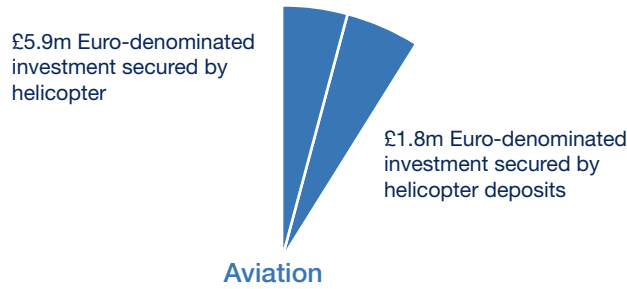 £5.9m Euro-denominated
investment secured by
helicopter
£1.8m Euro-denominated
investment secured by
helicopter deposits
Aviation